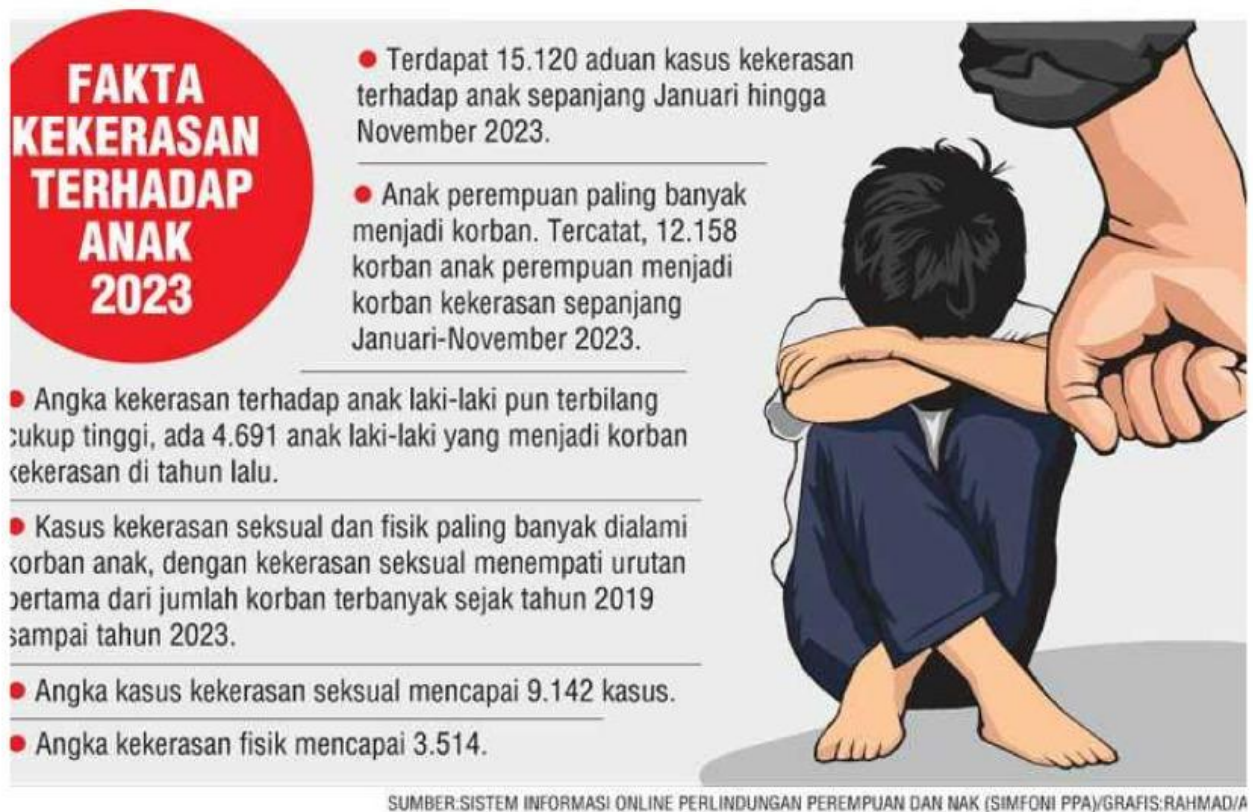 FAKTA
KEKERASAN
TERHADAP
ANAK
2023
● Terdapat 15.120 aduan kasus kekerasan
terhadap anak sepanjang Januari hingga
November 2023.
● Anak perempuan paling banyak
menjadi korban. Tercatat, 12.158
korban anak perempuan menjadi
korban kekerasan sepanjang
Januari-November 2023.
● Angka kekerasan terhadap anak laki-laki pun terbilang
cukup tinggi, ada 4.691 anak laki-laki yang menjadi korban
kekerasan di tahun lalu.
● Kasus kekerasan seksual dan fisik paling banyak dialami
korban anak, dengan kekerasan seksual menempati urutan
pertama dari jumlah korban terbanyak sejak tahun 2019
sampai tahun 2023.
● Angka kasus kekerasan seksual mencapai 9.142 kasus.
● Angka kekerasan fisik mencapai 3.514.
SUMBER:SISTEM INFORMASI ONLINE PERLINDUNGAN PEREMPUAN DAN NAK (SIMFONI PPA)/GRAFIS:RAHMAD/